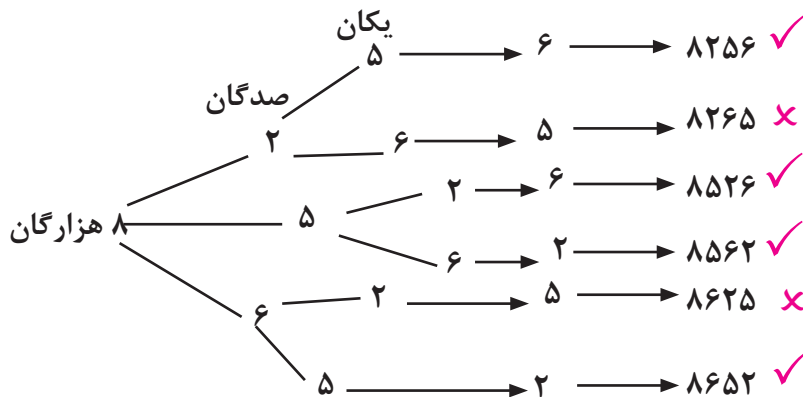 یکان
۵ ۶ ۸۲۵۶ ✓
صدگان
۲ ۶ ۵ ۸۲۶۵ ×
۲ ۶ ۸۵۲۶ ✓
۸ هزارگان ۵
۶ ۲ ۸۵۶۲ ✓
۶ ۲ ۵ ۸۶۲۵ ×
۵ ۲ ۸۶۵۲ ✓